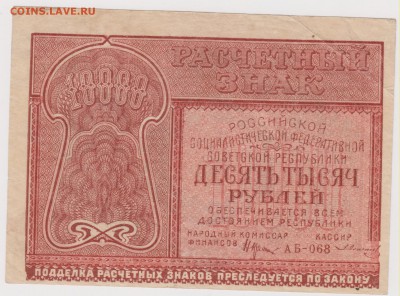 COINS.LAVE.RU
РАСЧЕТНЫЙ
ЗНАК
10000
РОССИЙСКОЙ
СОЦИАЛИСТИЧЕСКОЙ ФЕДЕРАТИВНОЙ
СОВЕТСКОЙ РЕСПУБЛИКИ
ДЕСЯТЬ ТЫСЯЧ
РУБЛЕЙ
ОБЕСПЕЧИВАЕТСЯ ВСЕМ
ДОСТОЯНИЕМ РЕСПУБЛИКИ
НАРОДНЫЙ КОМИССАР КАССИР
ФИНАНСОВ АБ-068
ПОДДЕЛКА РАСЧЕТНЫХ ЗНАКОВ ПРЕСЛЕДУЕТСЯ ПО ЗАКОНУ